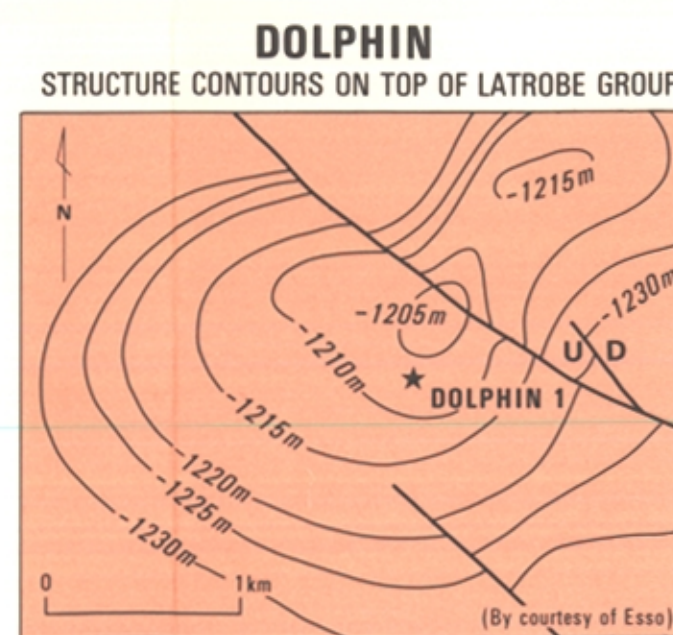 DOLPHIN
STRUCTURE CONTOURS ON TOP OF LATROBE GROUP
N
-1215m
-1230m
-1205m
U D
-1210m
DOLPHIN 1
-1215m
-1220m
-1225m
-1230m
0 1km
(By courtesy of Esso)